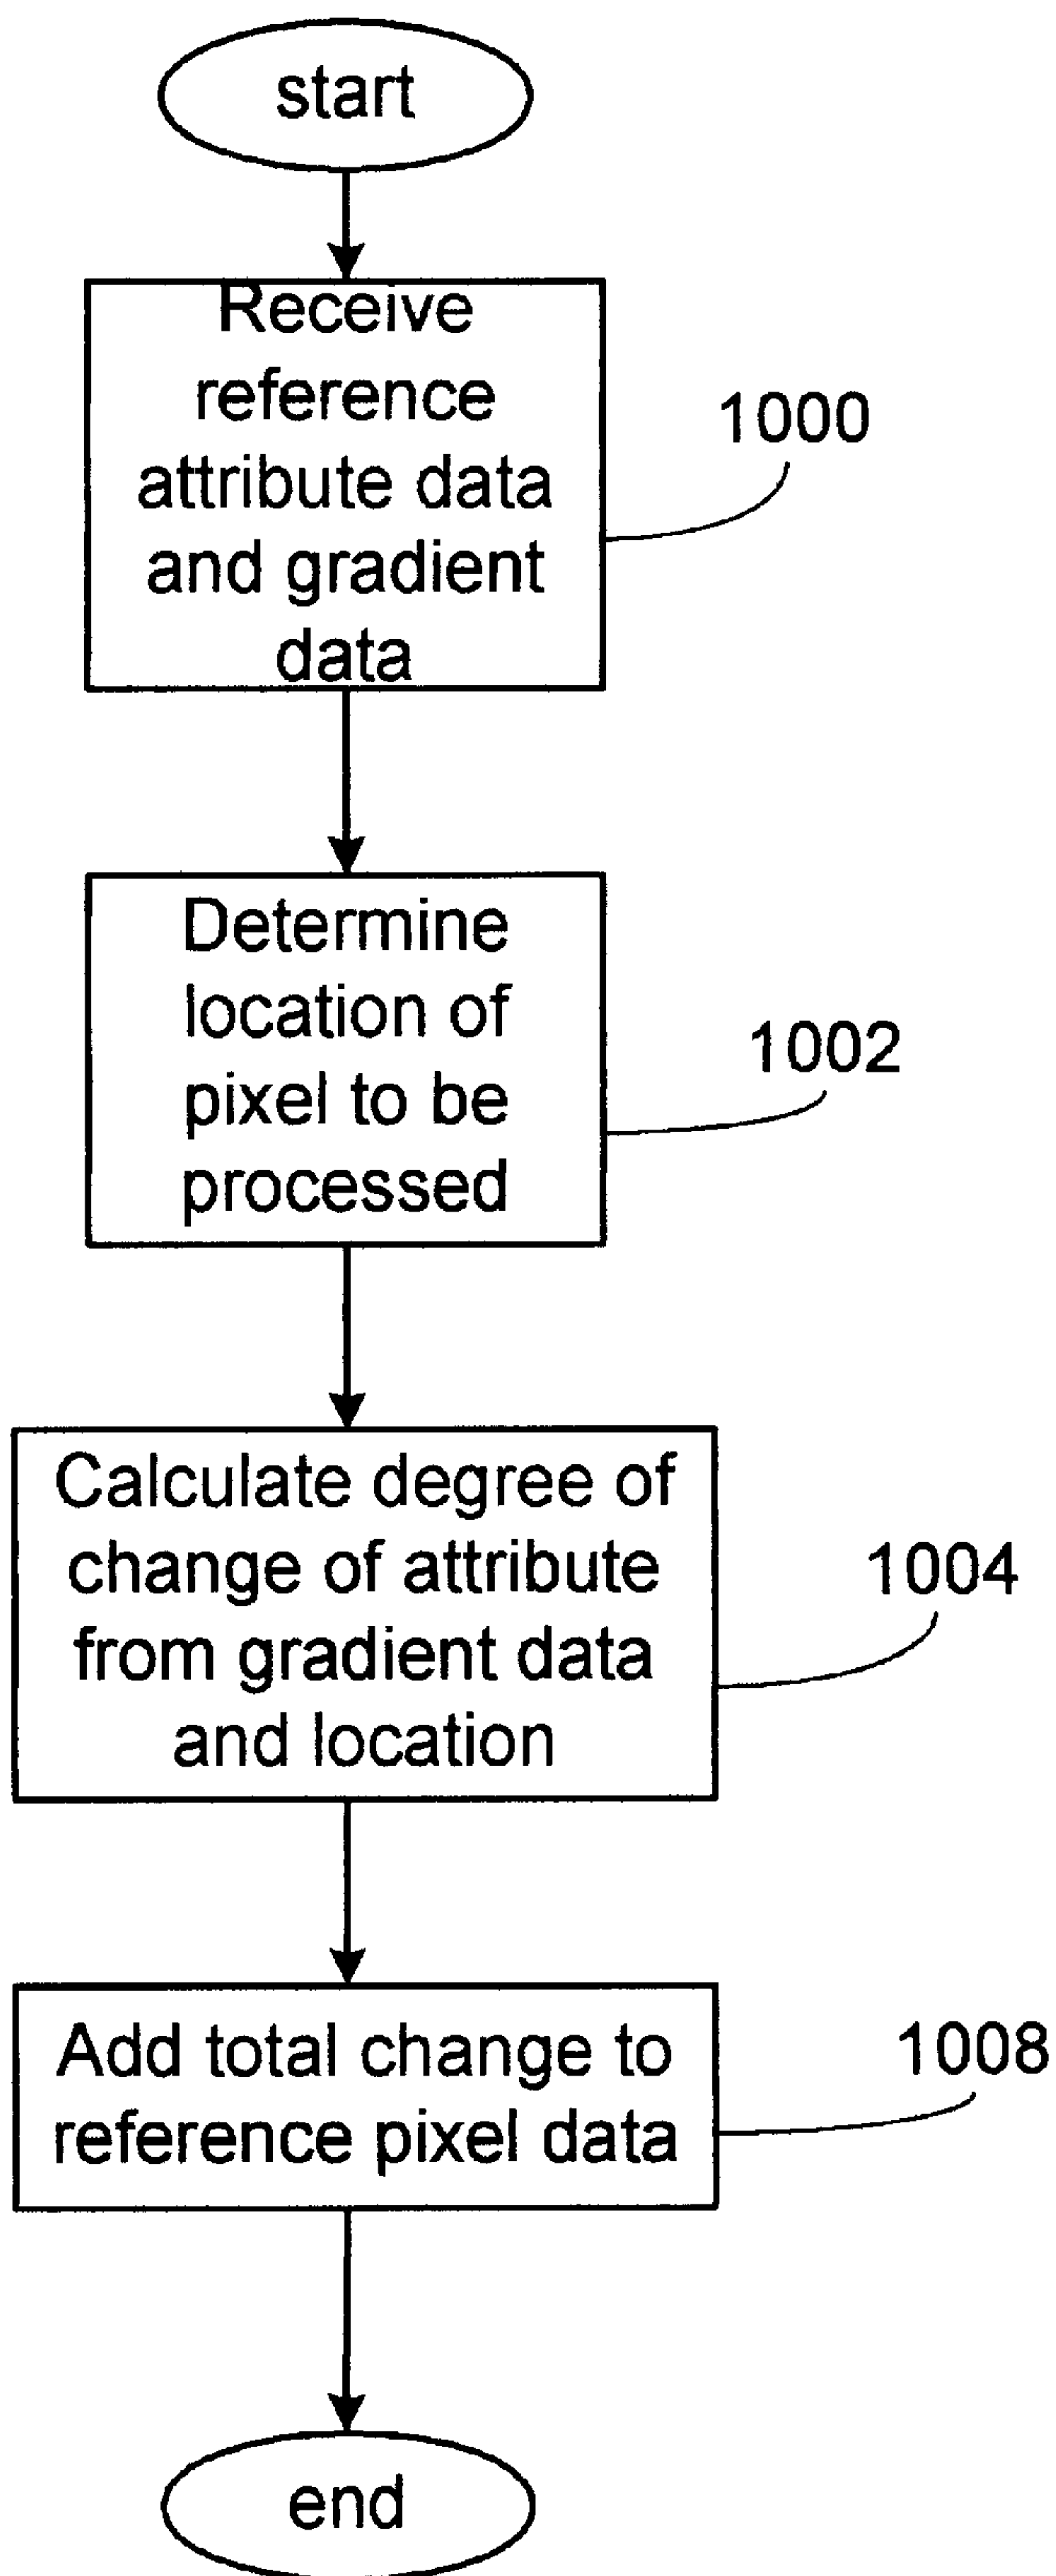 start
Receive
reference
attribute data
and gradient
data
1000
Determine
location of
pixel to be
processed
1002
Calculate degree of
change of attribute
from gradient data
and location
1004
Add total change to
reference pixel data
1008
end